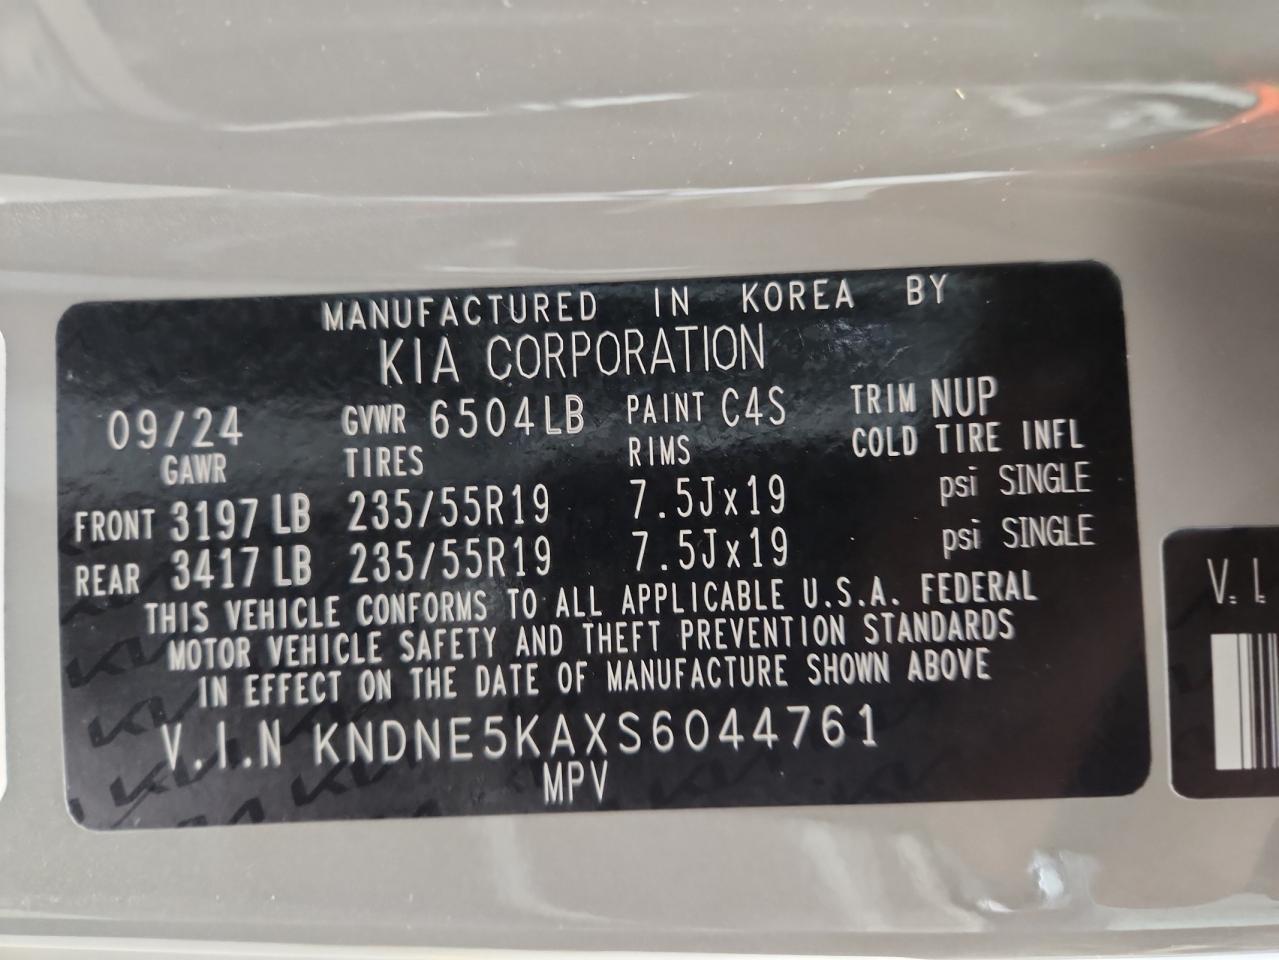 MANUFACTURED IN KOREA BY
KIA CORPORATION
09/24 GVWR 6504LB PAINT C4S TRIM NUP
GAWR TIRES RIMS COLD TIRE INFL
FRONT 3197 LB 235/55R19 7.5Jx19 psi SINGLE
REAR 3417 LB 235/55R19 7.5Jx19 psi SINGLE
THIS VEHICLE CONFORMS TO ALL APPLICABLE U.S.A. FEDERAL
MOTOR VEHICLE SAFETY AND THEFT PREVENTION STANDARDS
IN EFFECT ON THE DATE OF MANUFACTURE SHOWN ABOVE
V.I.N KNDNE5KAXS6044761
MPV
V. I.